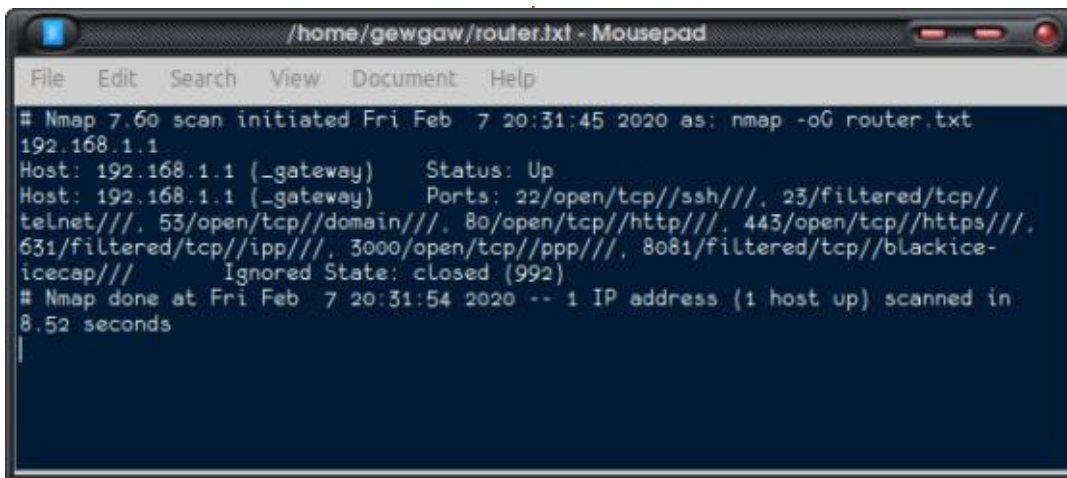 /home/gewgaw/router.txt - Mousepad
File Edit Search View Document Help
# Nmap 7.60 scan initiated Fri Feb  7 20:31:45 2020 as: nmap -oG router.txt
192.168.1.1
Host: 192.168.1.1 (_gateway)    Status: Up
Host: 192.168.1.1 (_gateway)    Ports: 22/open/tcp//ssh///, 23/filtered/tcp//
telnet///, 53/open/tcp//domain///, 80/open/tcp//http///, 443/open/tcp//https///,
631/filtered/tcp//ipp///, 3000/open/tcp//ppp///, 8081/filtered/tcp//blackice-
icecap///       Ignored State: closed (992)
# Nmap done at Fri Feb  7 20:31:54 2020 -- 1 IP address (1 host up) scanned in
8.52 seconds